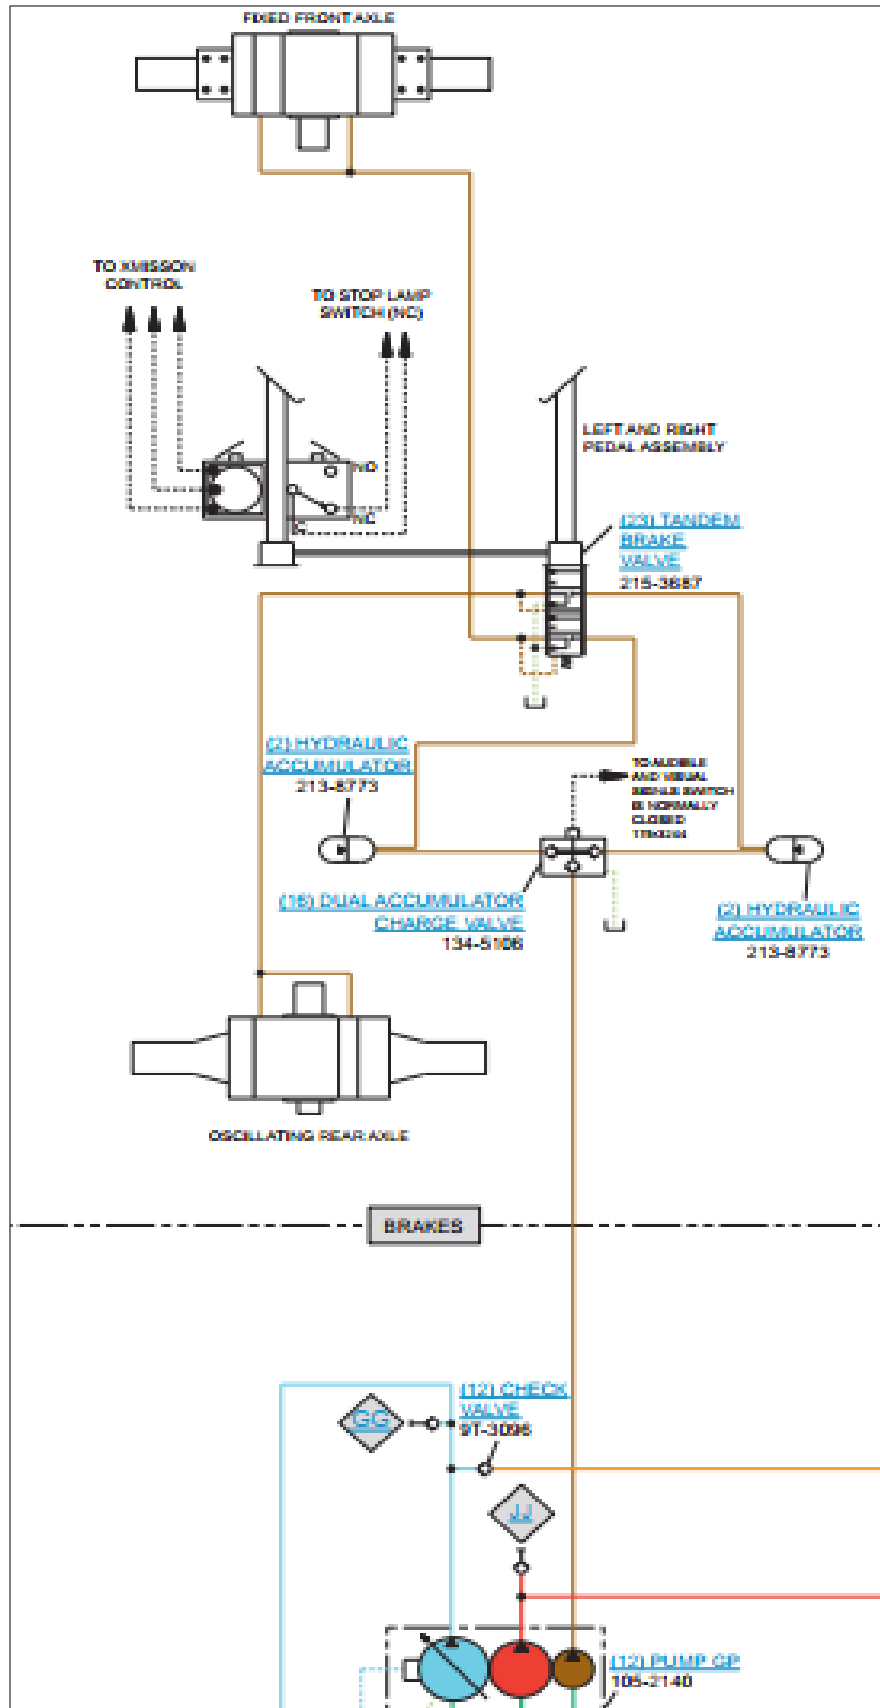 FIXED FRONT AXLE
TO XMISSON
CONTROL
TO STOP LAMP
SWITCH (NC)
LEFT AND RIGHT
PEDAL ASSEMBLY
NO
NC
C
(23) TANDEM
BRAKE
VALVE
215-3687
(2) HYDRAULIC
ACCUMULATOR
213-8773
TO AUDIBLE
AND VISUAL
SIGNLS SWITCH
IS NORMALLY
CLOSED
(16) DUAL ACCUMULATOR
CHARGE VALVE
134-5106
(2) HYDRAULIC
ACCUMULATOR
213-8773
OSCILLATING REAR AXLE
BRAKES
(12) CHECK
VALVE
9T-3096
GG
JJ
(12) PUMP GP
105-2140